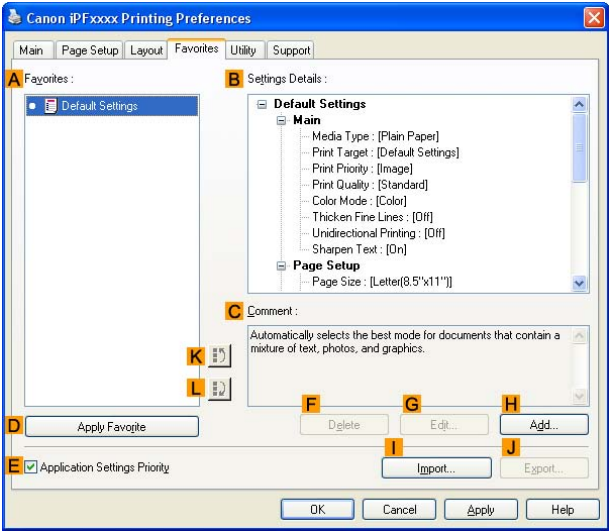 Canon iPFxxxx Printing Preferences
Main Page Setup Layout Favorites Utility Support
A Favorites :
B Settings Details :
Default Settings
Default Settings
Main
Media Type : [Plain Paper]
Print Target : [Default Settings]
Print Priority : [Image]
Print Quality : [Standard]
Color Mode : [Color]
Thicken Fine Lines : [Off]
Unidirectional Printing : [Off]
Sharpen Text : [On]
Page Setup
Page Size : [Letter(8.5"x11")]
C Comment :
Automatically selects the best mode for documents that contain a
mixture of text, photos, and graphics.
K
L
F G H
D Apply Favorite Delete Edit... Add...
I J
E Application Settings Priority Import... Export...
OK Cancel Apply Help